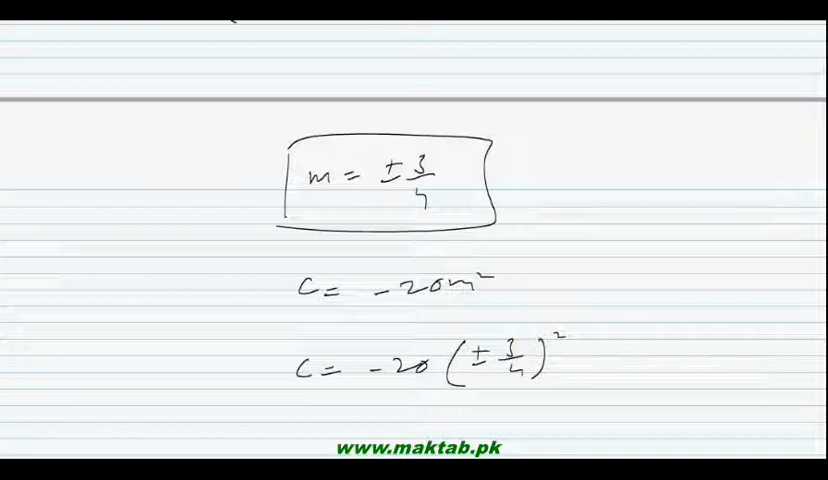 m = ± 3/4
c = -20m²
c = -20 (± 3/4)²
www.maktab.pk